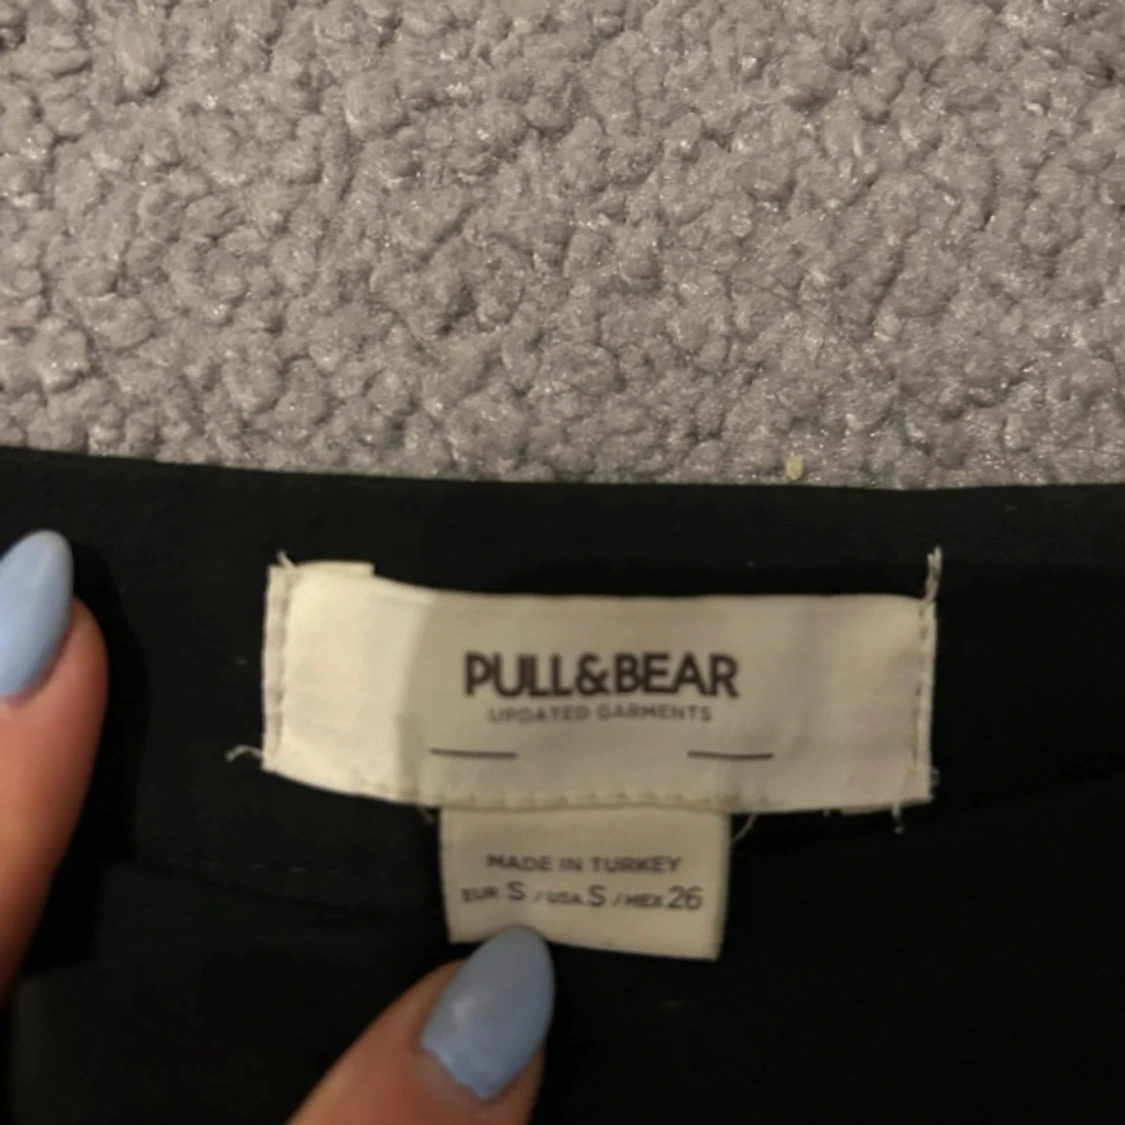 PULL&BEAR
UPDATED GARMENTS
MADE IN TURKEY
EUR S / USA S / MEX 26